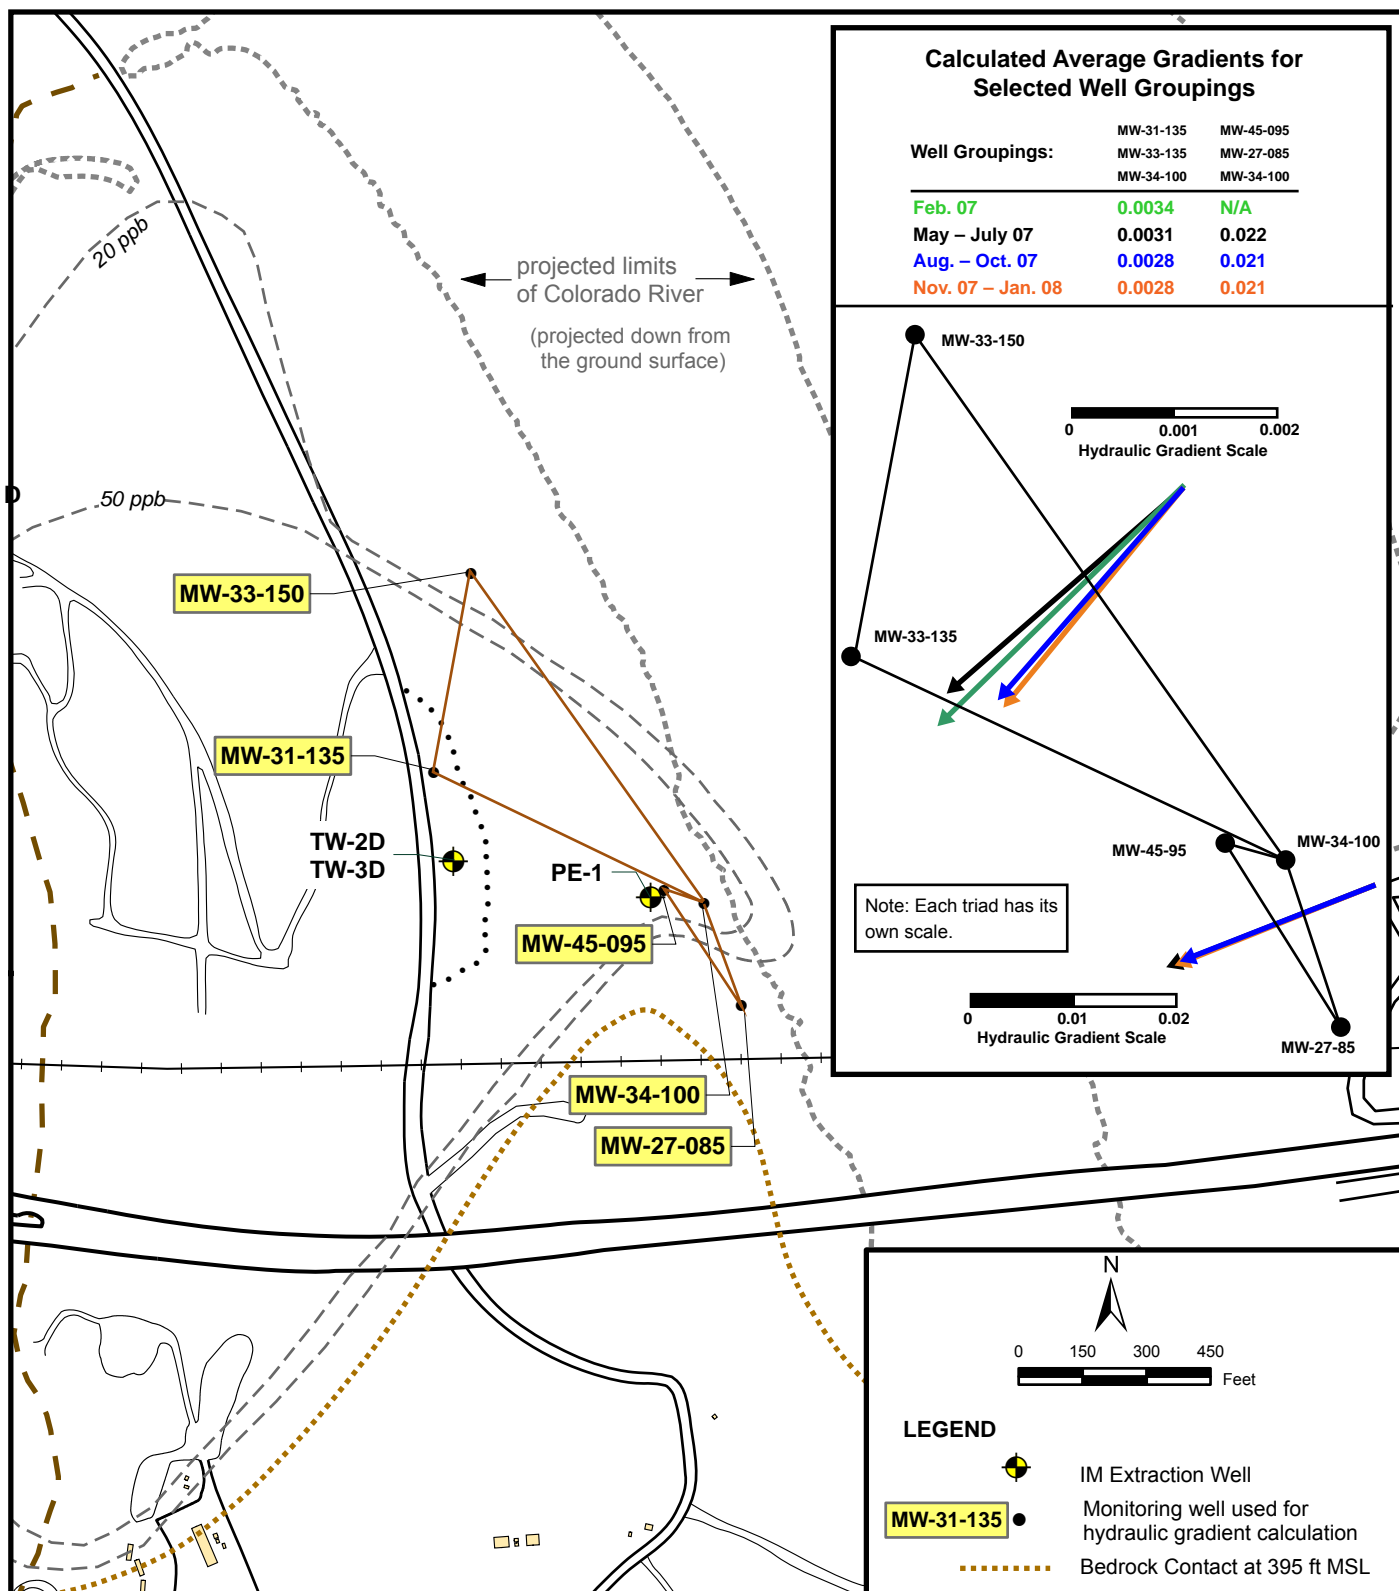 Calculated Average Gradients for
Selected Well Groupings
Well Groupings:
MW-31-135 MW-45-095
MW-33-135 MW-27-085
MW-34-100 MW-34-100
Feb. 07 0.0034 N/A
May – July 07 0.0031 0.022
Aug. – Oct. 07 0.0028 0.021
Nov. 07 – Jan. 08 0.0028 0.021
MW-33-150
0 0.001 0.002
Hydraulic Gradient Scale
MW-33-135
MW-45-95
MW-34-100
Note: Each triad has its
own scale.
0 0.01 0.02
Hydraulic Gradient Scale
MW-27-85
20 ppb
projected limits
of Colorado River
(projected down from
the ground surface)
D
50 ppb
MW-33-150
MW-31-135
TW-2D
TW-3D
PE-1
MW-45-095
MW-34-100
MW-27-085
N
0 150 300 450
Feet
LEGEND
IM Extraction Well
MW-31-135
Monitoring well used for
hydraulic gradient calculation
Bedrock Contact at 395 ft MSL